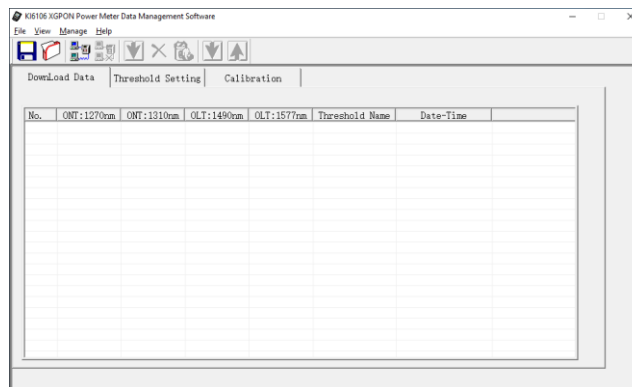 KI6106 XGPON Power Meter Data Management Software
File View Manage Help
DownLoad Data Threshold Setting Calibration
No. ONT:1270nm ONT:1310nm OLT:1490nm OLT:1577nm Threshold Name Date-Time